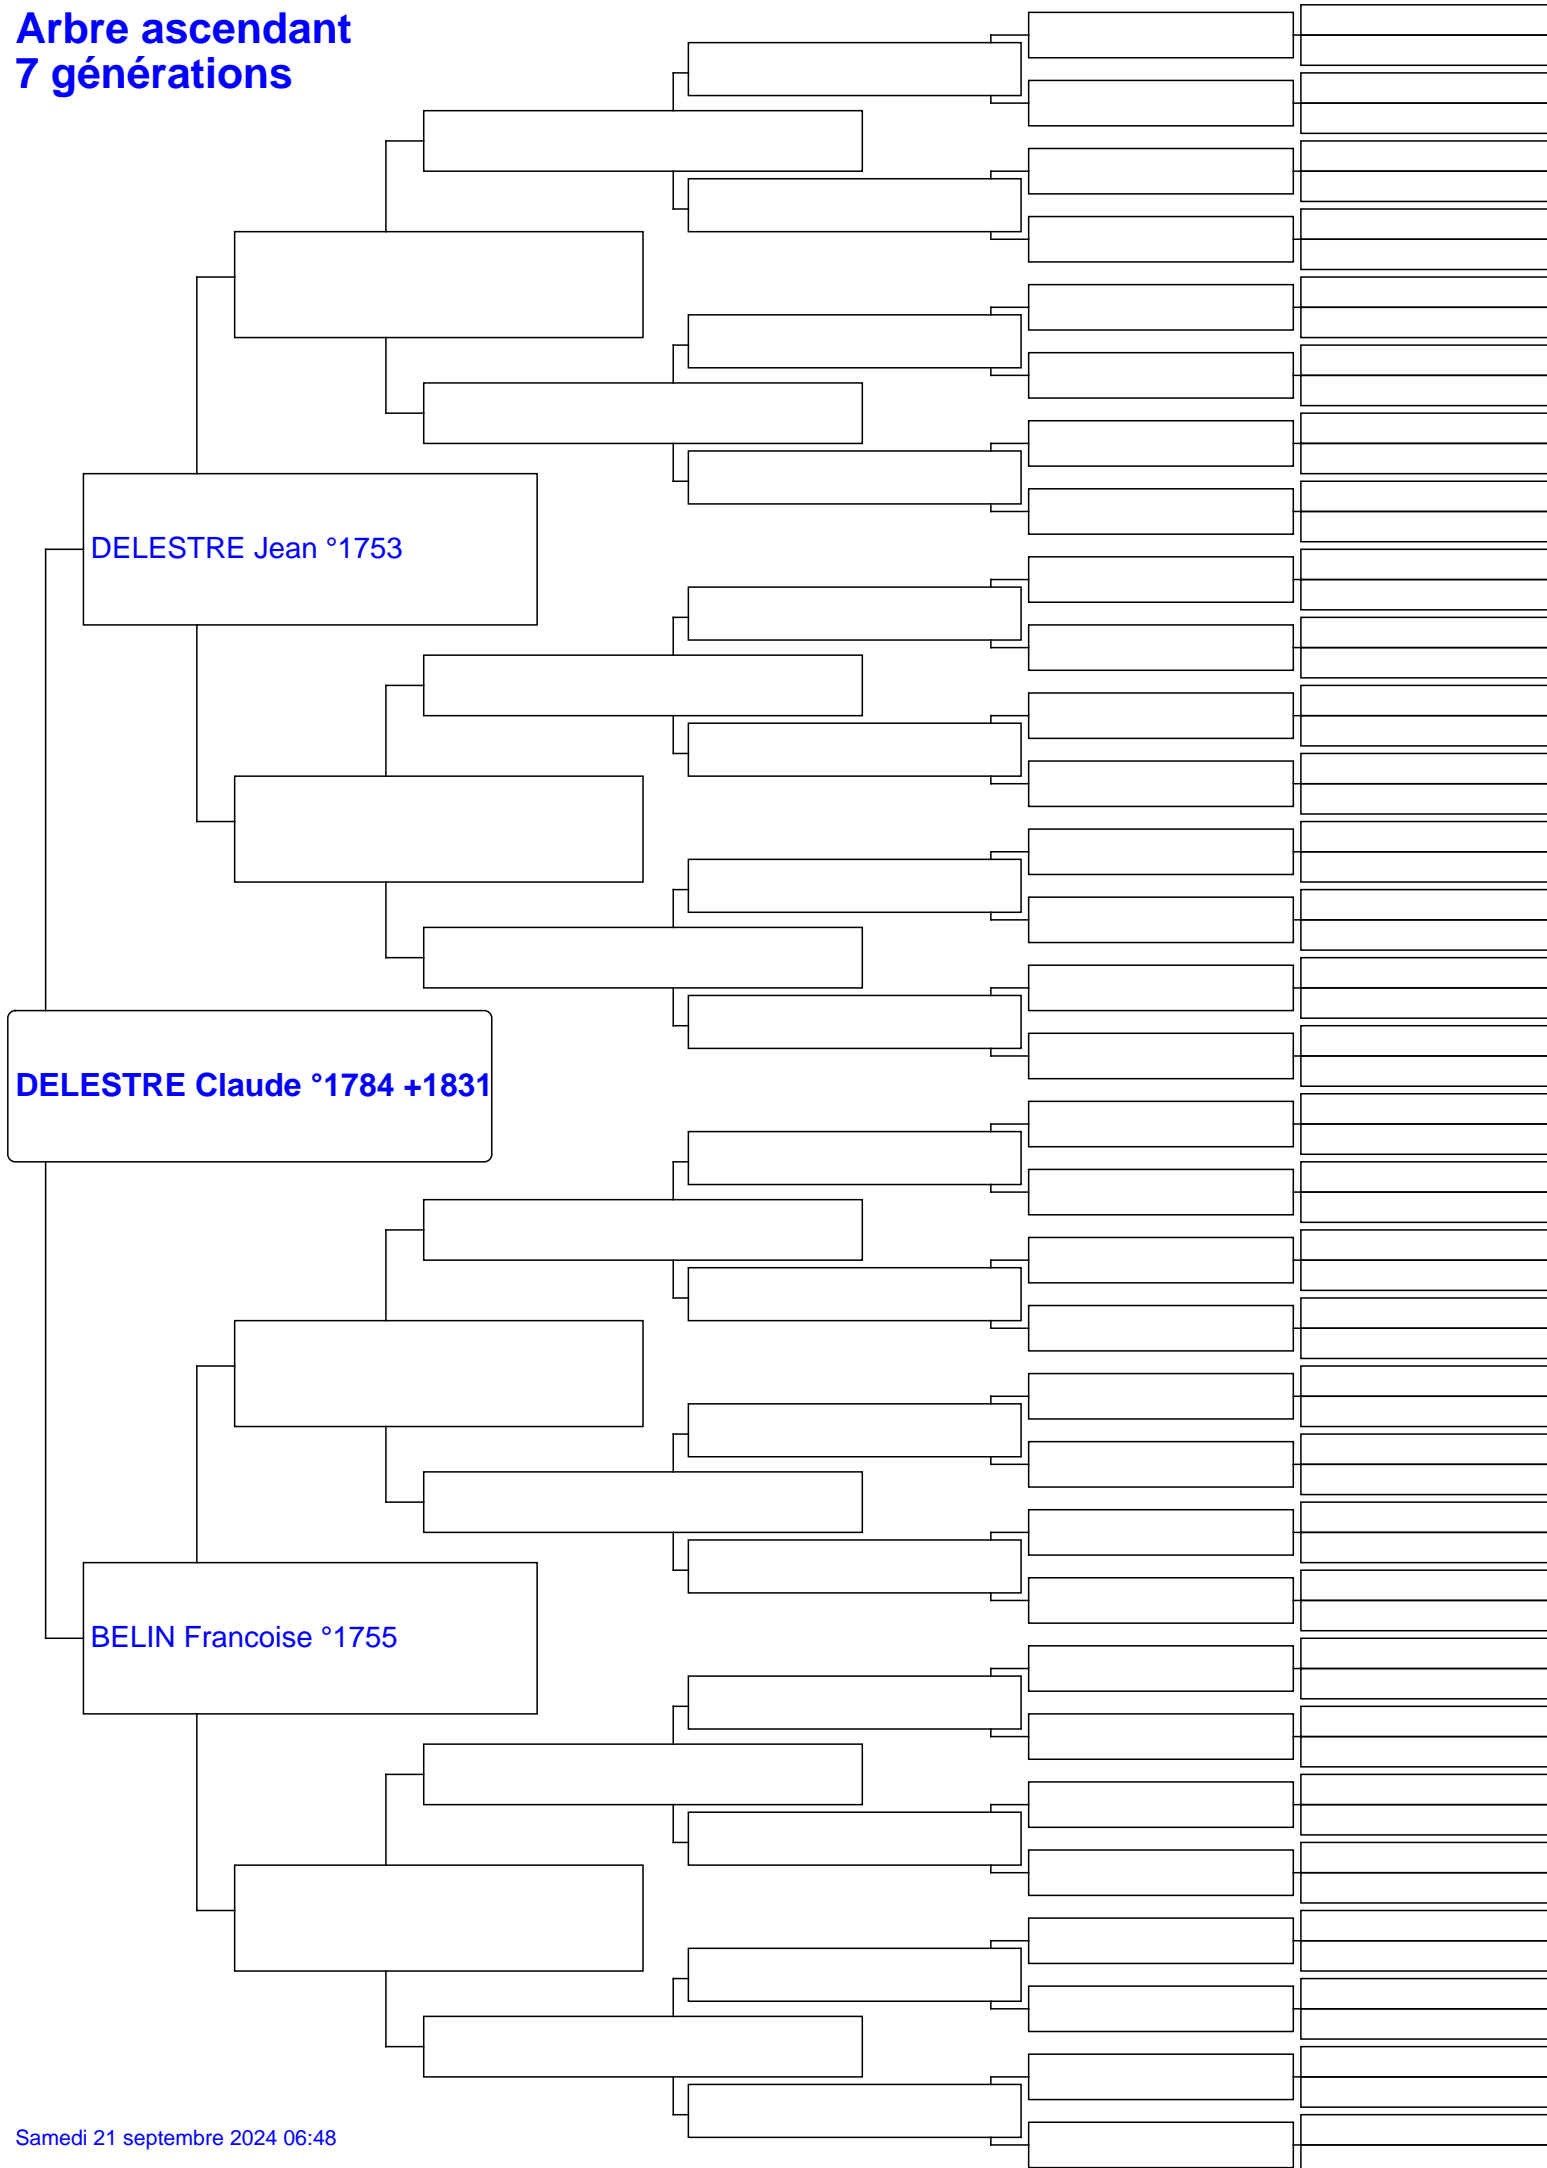 Arbre ascendant
7 générations
DELESTRE Jean °1753
DELESTRE Claude °1784 +1831
BELIN Francoise °1755
Samedi 21 septembre 2024 06:48